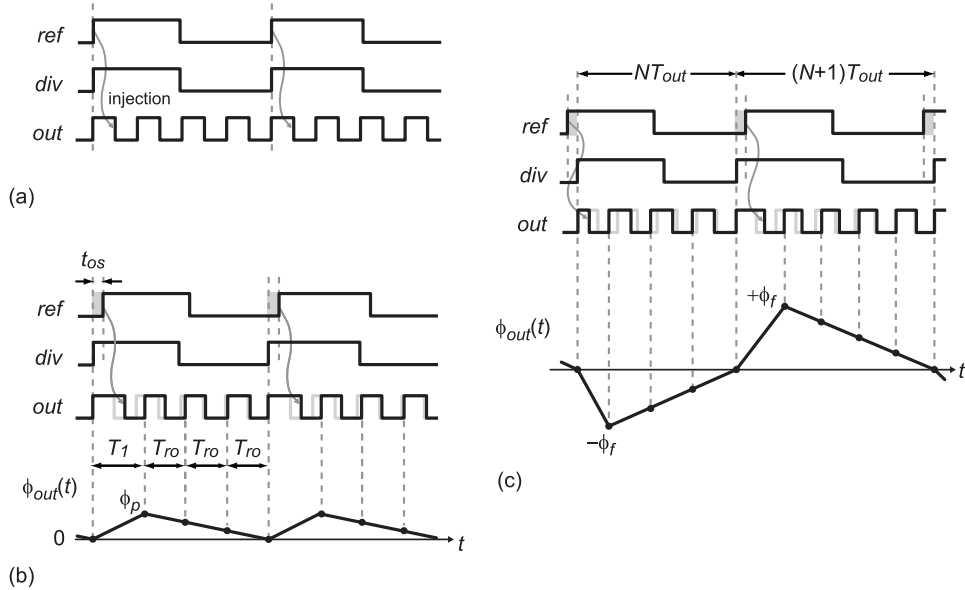 ref
div
injection
out
(a)
t_os
ref
div
out
T_1 T_ro T_ro T_ro
ϕ_out(t)
ϕ_p
0
t
(b)
NT_out (N+1)T_out
ref
div
out
+ϕ_f
ϕ_out(t)
t
−ϕ_f
(c)